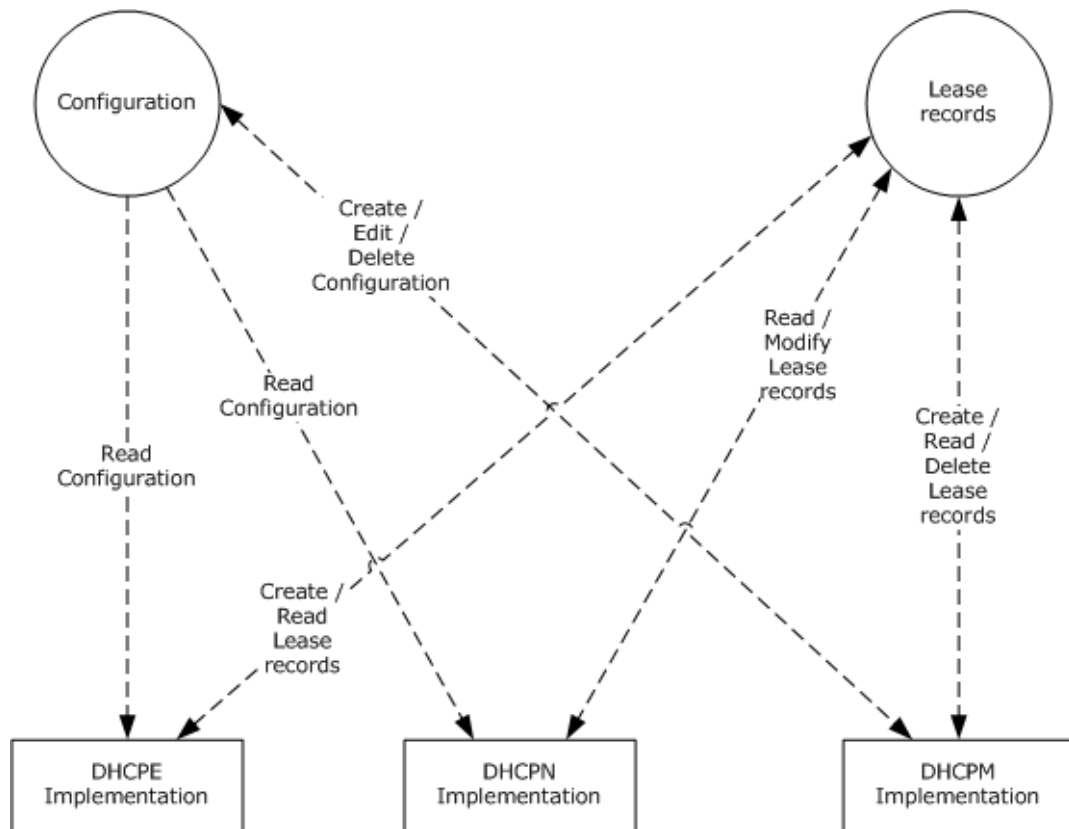 Configuration
Lease
records
Create /
Edit /
Delete
Configuration
Read /
Modify
Lease
records
Read
Configuration
Create /
Read /
Delete
Lease
records
Read
Configuration
Create /
Read
Lease
records
DHCPE
Implementation
DHCPN
Implementation
DHCPM
Implementation